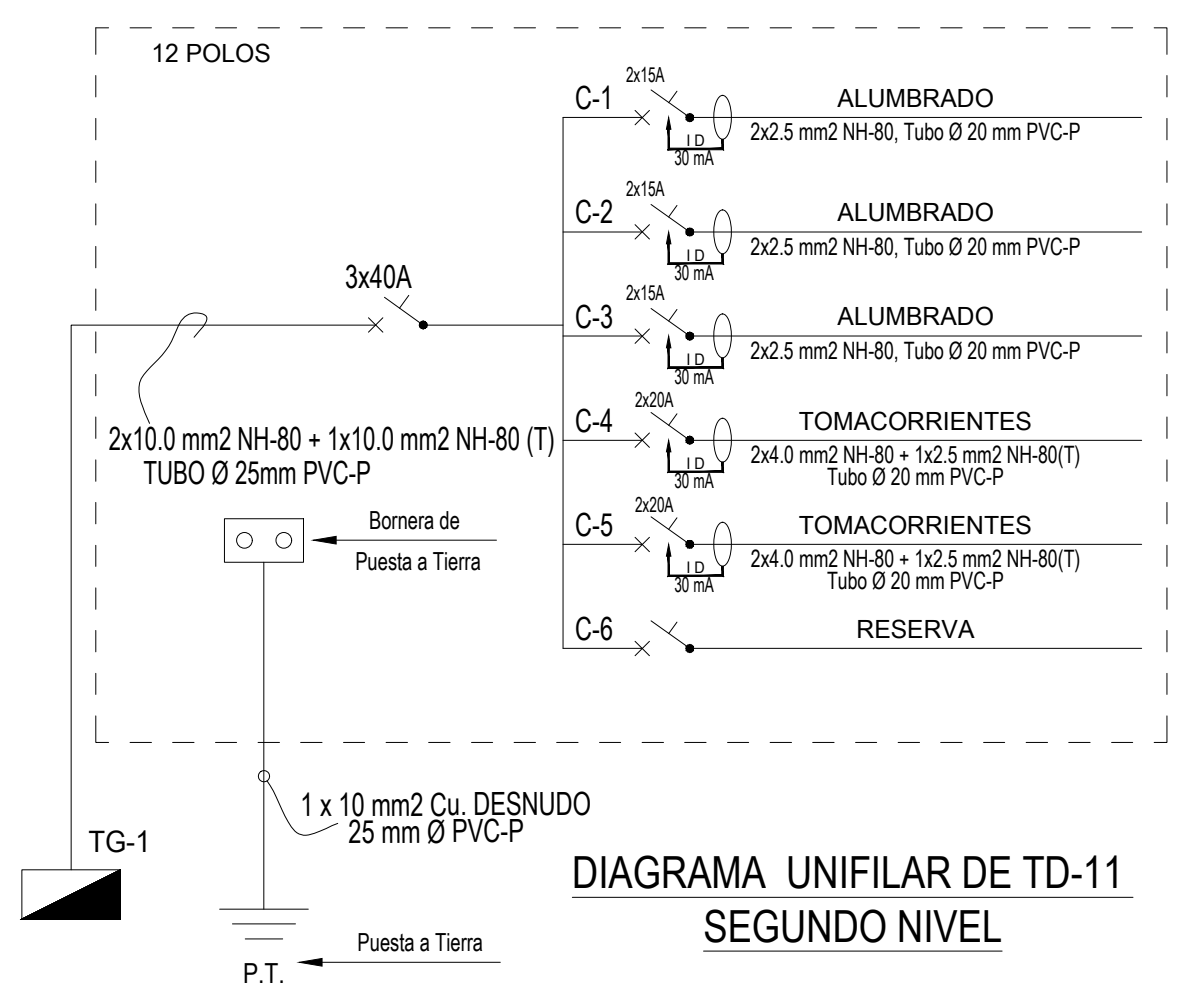 12 POLOS
2x15A
C-1
ALUMBRADO
2x2.5 mm2 NH-80, Tubo Ø 20 mm PVC-P
I D
30 mA
2x15A
C-2
ALUMBRADO
2x2.5 mm2 NH-80, Tubo Ø 20 mm PVC-P
I D
30 mA
3x40A
2x15A
C-3
ALUMBRADO
2x2.5 mm2 NH-80, Tubo Ø 20 mm PVC-P
I D
30 mA
2x20A
C-4
TOMACORRIENTES
2x4.0 mm2 NH-80 + 1x2.5 mm2 NH-80(T)
Tubo Ø 20 mm PVC-P
I D
30 mA
2x10.0 mm2 NH-80 + 1x10.0 mm2 NH-80 (T)
TUBO Ø 25mm PVC-P
2x20A
C-5
TOMACORRIENTES
2x4.0 mm2 NH-80 + 1x2.5 mm2 NH-80(T)
Tubo Ø 20 mm PVC-P
I D
30 mA
Bornera de
Puesta a Tierra
C-6
RESERVA
1 x 10 mm2 Cu. DESNUDO
25 mm Ø PVC-P
TG-1
DIAGRAMA UNIFILAR DE TD-11
SEGUNDO NIVEL
Puesta a Tierra
P.T.